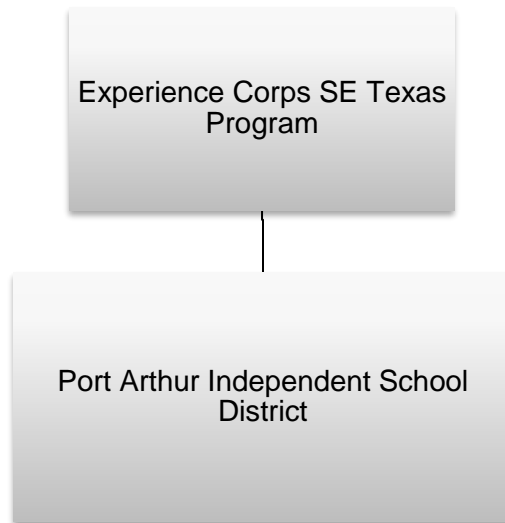 Experience Corps SE Texas
Program
Port Arthur Independent School
District